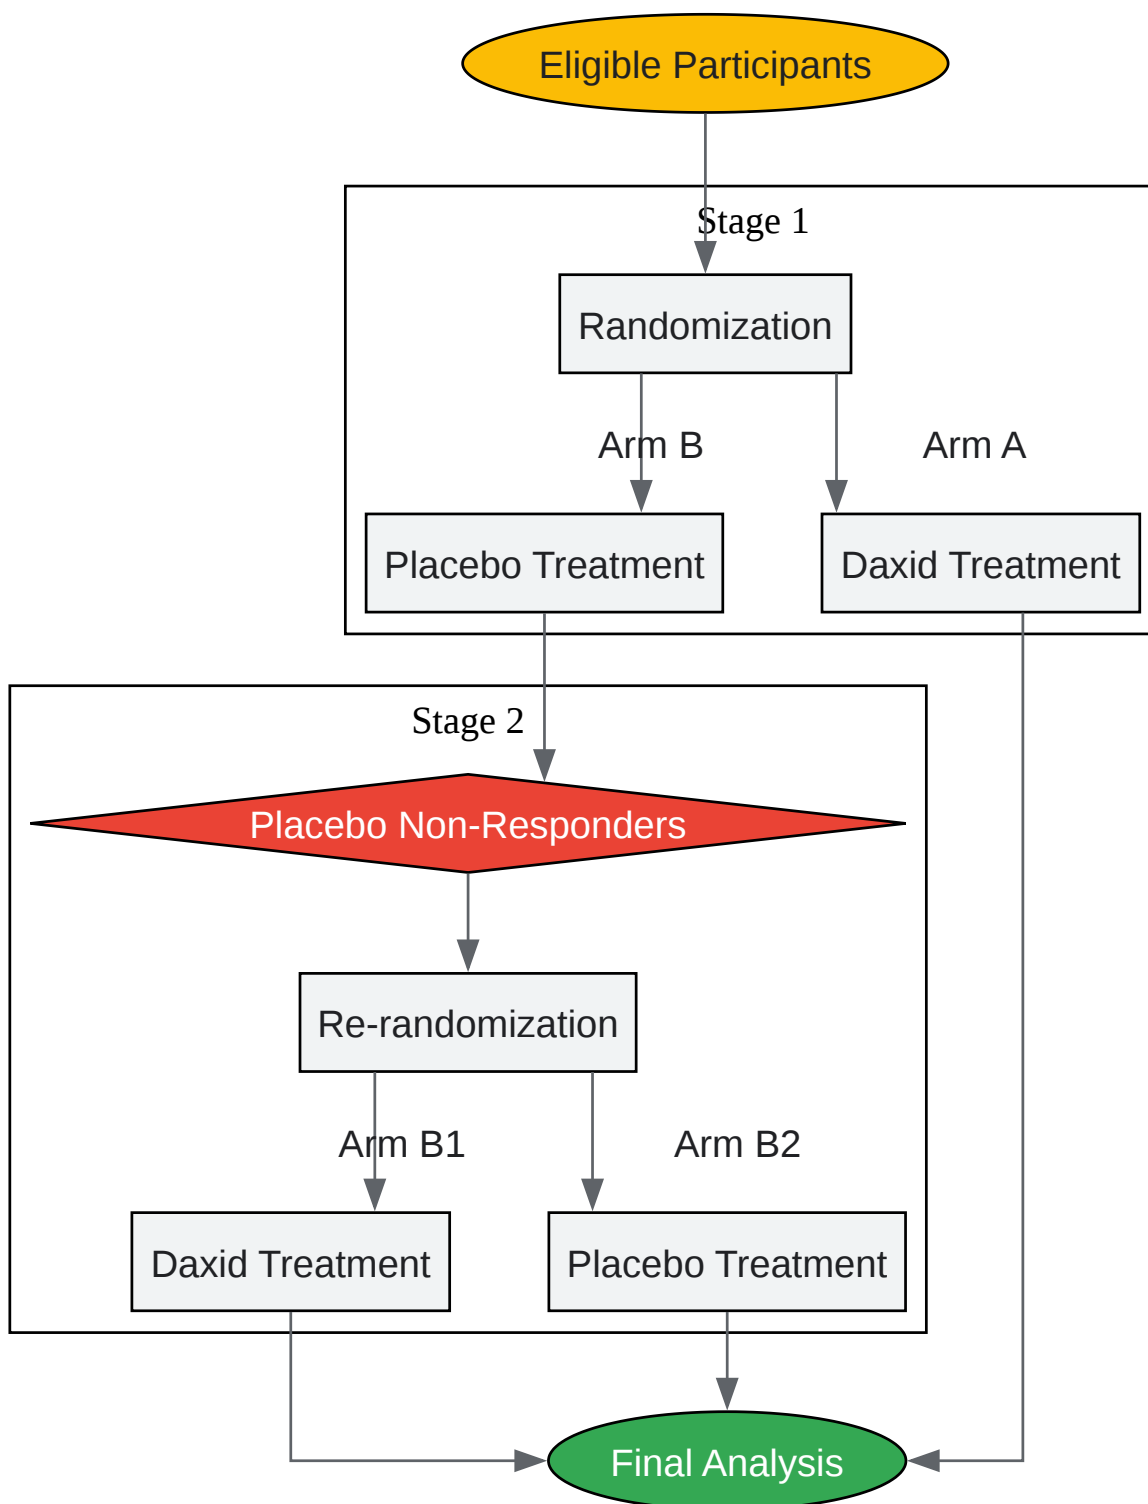 Eligible Participants
Stage 1
Randomization
Arm B
Arm A
Placebo Treatment
Daxid Treatment
Stage 2
Placebo Non-Responders
Re-randomization
Arm B1
Arm B2
Daxid Treatment
Placebo Treatment
Final Analysis